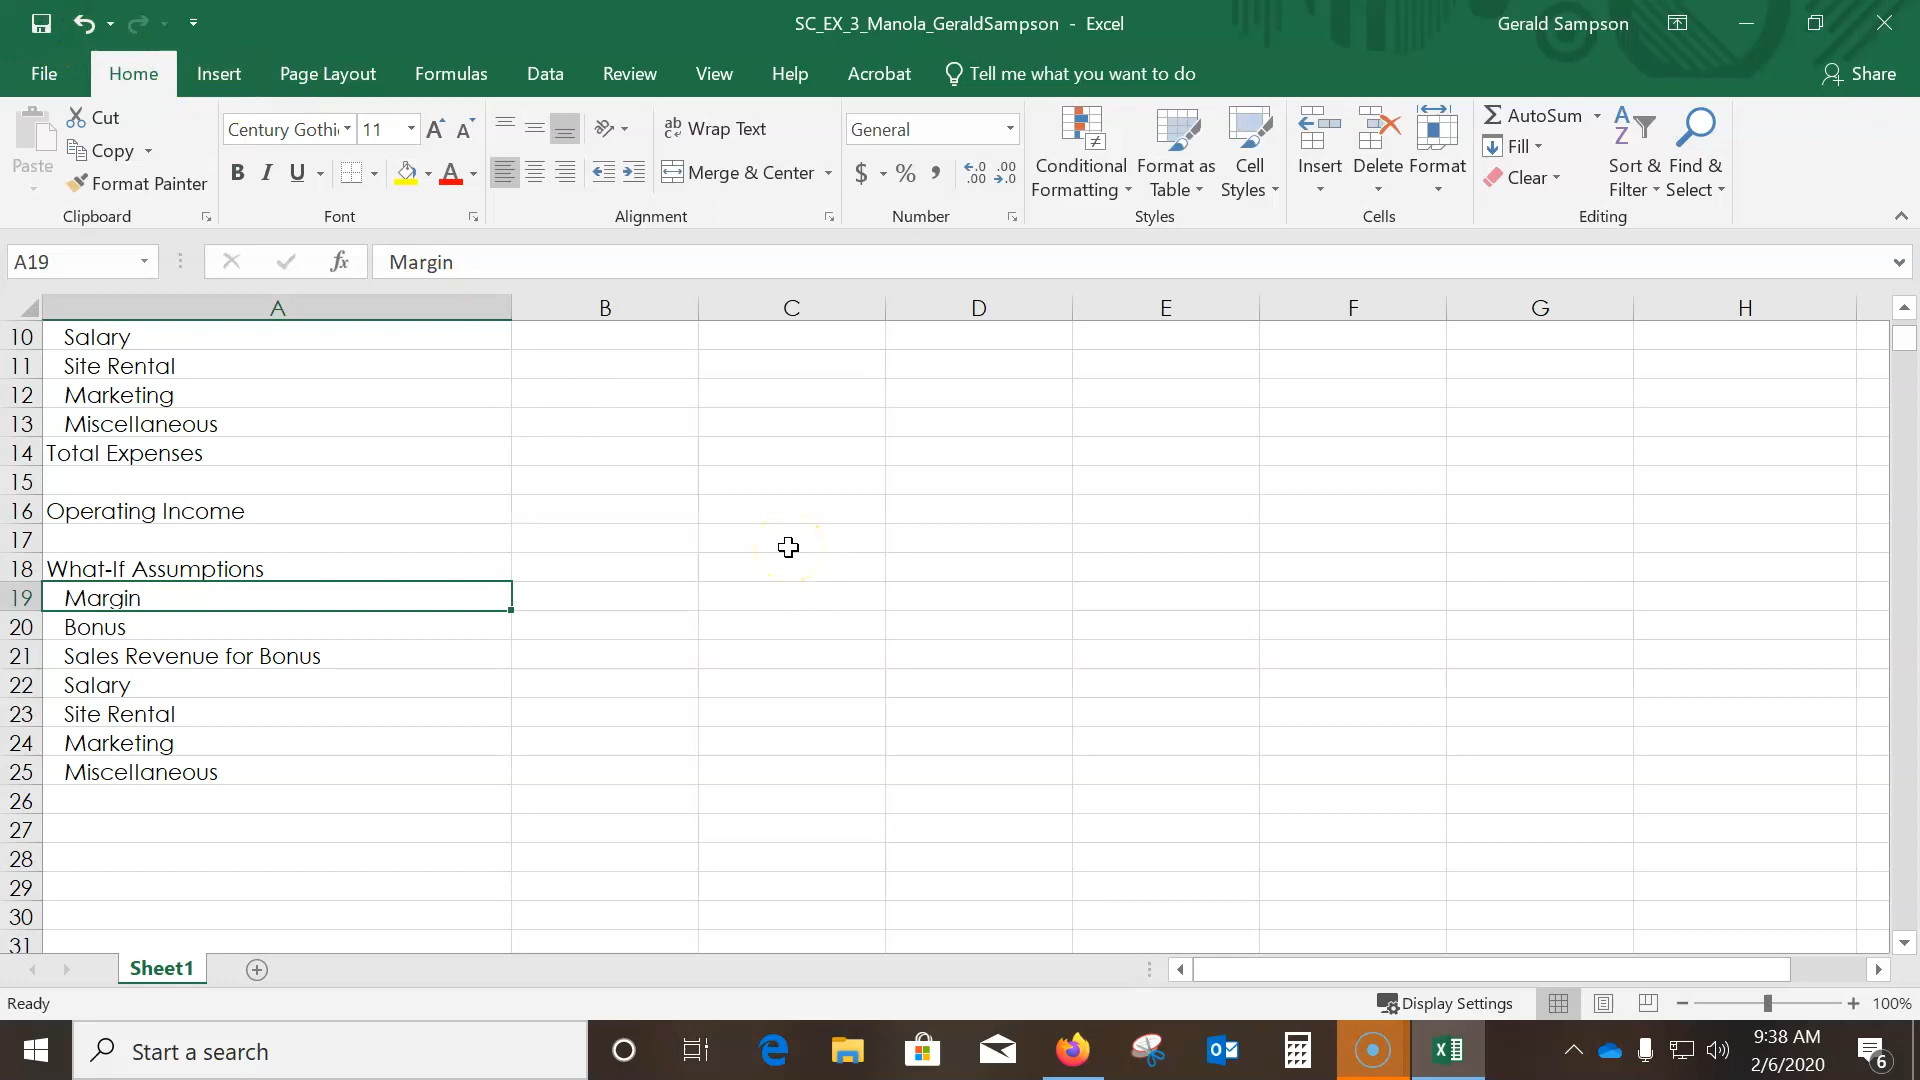 SC_EX_3_Manola_GeraldSampson - Excel
Gerald Sampson
File Home Insert Page Layout Formulas Data Review View Help Acrobat Tell me what you want to do Share
Paste
Cut
Copy
Format Painter
Clipboard
Century Gothi 11
B I U
Font
Wrap Text
Merge & Center
Alignment
General
$ % ,
Number
Conditional Formatting
Format as Table
Cell Styles
Styles
Insert Delete Format
Cells
AutoSum
Fill
Clear
Sort & Filter
Find & Select
Editing
A19 fx Margin
A B C D E F G H
10 Salary
11 Site Rental
12 Marketing
13 Miscellaneous
14 Total Expenses
15
16 Operating Income
17
18 What-If Assumptions
19 Margin
20 Bonus
21 Sales Revenue for Bonus
22 Salary
23 Site Rental
24 Marketing
25 Miscellaneous
26
27
28
29
30
31
Sheet1
Ready Display Settings 100%
Start a search
9:38 AM
2/6/2020
6